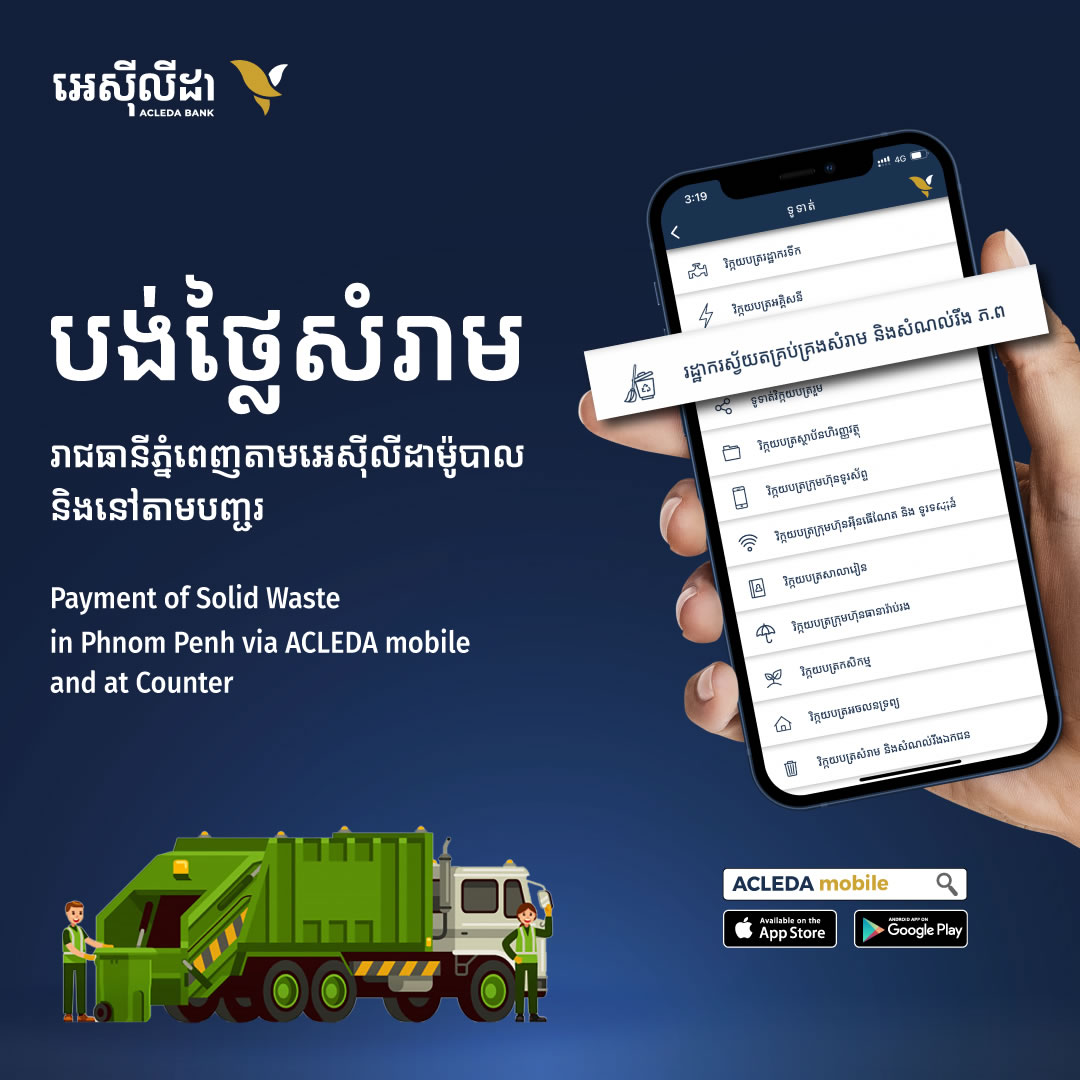 អេស៊ីលីដា
ACLEDA BANK
បង់ថ្លៃសំរាម
រាជធានីភ្នំពេញតាមអេស៊ីលីដាម៉ូបាល
និងនៅតាមបញ្ជរ
Payment of Solid Waste
in Phnom Penh via ACLEDA mobile
and at Counter
3:19
4G
ទូទាត់
វិក្កយបត្ររដ្ឋាករទឹក
វិក្កយបត្រអគ្គិសនី
រដ្ឋាករស្វ័យតគ្រប់គ្រងសំរាម និងសំណល់រឹង ភ.ព
ទូទាត់វិក្កយបត្ររួម
វិក្កយបត្រស្ថាប័នហិរញ្ញវត្ថុ
វិក្កយបត្រក្រុមហ៊ុនទូរស័ព្ទ
វិក្កយបត្រក្រុមហ៊ុនអ៊ីនធើណែត និង ទូរទស្សន៍
វិក្កយបត្រសាលារៀន
វិក្កយបត្រក្រុមហ៊ុនធានារ៉ាប់រង
វិក្កយបត្រកសិកម្ម
វិក្កយបត្រអចលនទ្រព្យ
វិក្កយបត្រសំរាម និងសំណល់រឹងឯកជន
ACLEDA mobile
Available on the
App Store
ANDROID APP ON
Google Play